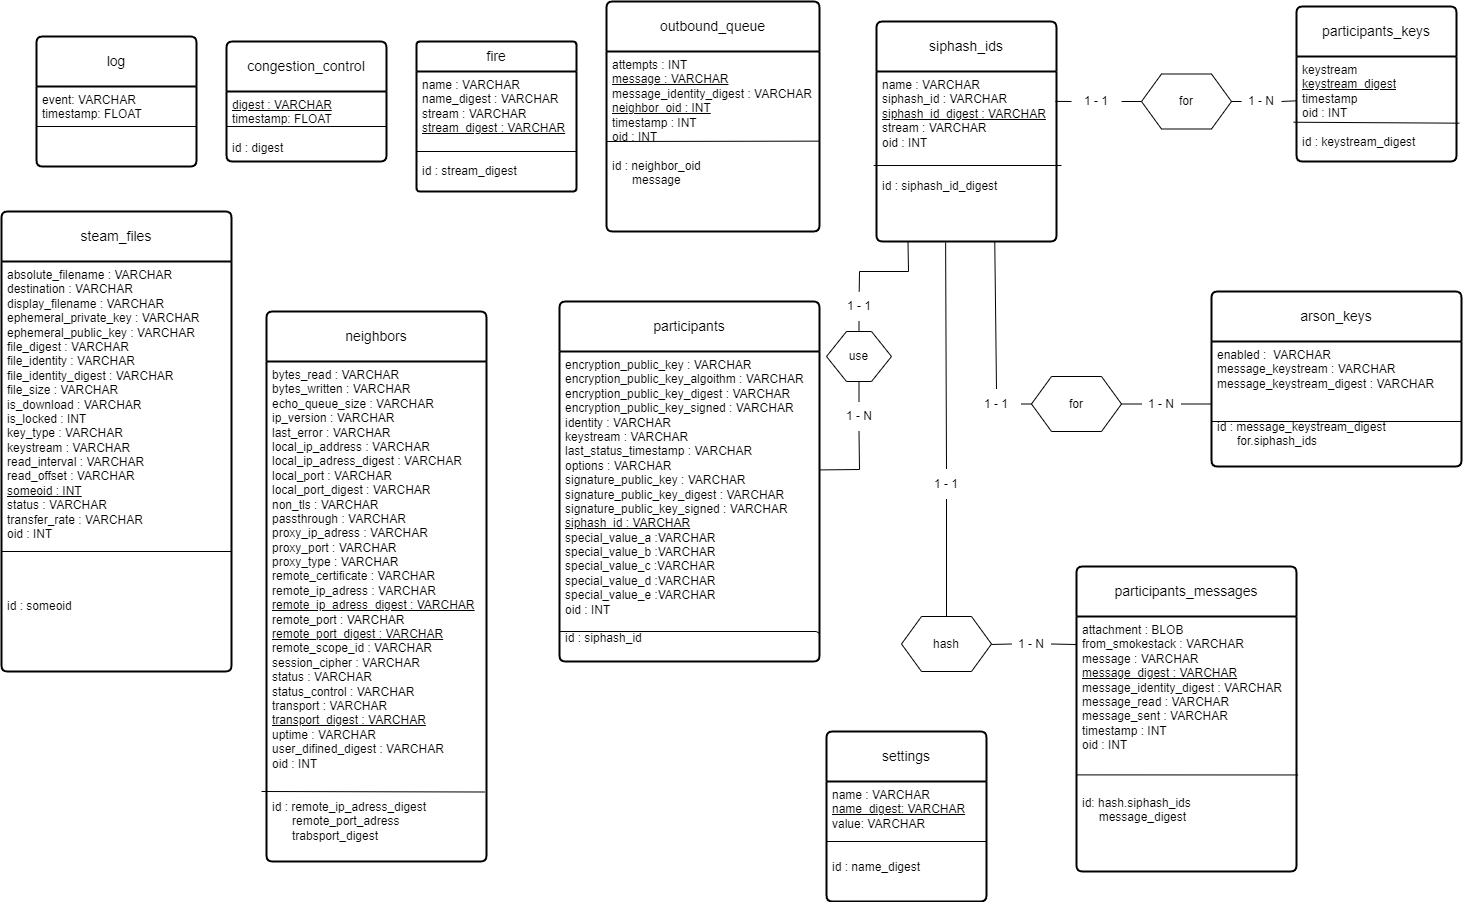 log
event: VARCHAR
timestamp: FLOAT
congestion_control
digest : VARCHAR
timestamp: FLOAT
id : digest
fire
name : VARCHAR
name_digest : VARCHAR
stream : VARCHAR
stream_digest : VARCHAR
id : stream_digest
outbound_queue
attempts : INT
message : VARCHAR
message_identity_digest : VARCHAR
neighbor_oid : INT
timestamp : INT
oid : INT
id : neighbor_oid
message
siphash_ids
name : VARCHAR
siphash_id : VARCHAR
siphash_id_digest : VARCHAR
stream : VARCHAR
oid : INT
id : siphash_id_digest
1 - 1
for
1 - N
participants_keys
keystream
keystream_digest
timestamp
oid : INT
id : keystream_digest
steam_files
absolute_filename : VARCHAR
destination : VARCHAR
display_filename : VARCHAR
ephemeral_private_key : VARCHAR
ephemeral_public_key : VARCHAR
file_digest : VARCHAR
file_identity : VARCHAR
file_identity_digest : VARCHAR
file_size : VARCHAR
is_download : VARCHAR
is_locked : INT
key_type : VARCHAR
keystream : VARCHAR
read_interval : VARCHAR
read_offset : VARCHAR
someoid : INT
status : VARCHAR
transfer_rate : VARCHAR
oid : INT
id : someoid
neighbors
bytes_read : VARCHAR
bytes_written : VARCHAR
echo_queue_size : VARCHAR
ip_version : VARCHAR
last_error : VARCHAR
local_ip_address : VARCHAR
local_ip_adress_digest : VARCHAR
local_port : VARCHAR
local_port_digest : VARCHAR
non_tls : VARCHAR
passthrough : VARCHAR
proxy_ip_adress : VARCHAR
proxy_port : VARCHAR
proxy_type : VARCHAR
remote_certificate : VARCHAR
remote_ip_adress : VARCHAR
remote_ip_adress_digest : VARCHAR
remote_port : VARCHAR
remote_port_digest : VARCHAR
remote_scope_id : VARCHAR
session_cipher : VARCHAR
status : VARCHAR
status_control : VARCHAR
transport : VARCHAR
transport_digest : VARCHAR
uptime : VARCHAR
user_difined_digest : VARCHAR
oid : INT
id : remote_ip_adress_digest
remote_port_adress
trabsport_digest
participants
encryption_public_key : VARCHAR
encryption_public_key_algoithm : VARCHAR
encryption_public_key_digest : VARCHAR
encryption_public_key_signed : VARCHAR
identity : VARCHAR
keystream : VARCHAR
last_status_timestamp : VARCHAR
options : VARCHAR
signature_public_key : VARCHAR
signature_public_key_digest : VARCHAR
signature_public_key_signed : VARCHAR
siphash_id : VARCHAR
special_value_a :VARCHAR
special_value_b :VARCHAR
special_value_c :VARCHAR
special_value_d :VARCHAR
special_value_e :VARCHAR
oid : INT
id : siphash_id
1 - 1
use
1 - N
1 - 1
for
1 - N
arson_keys
enabled :  VARCHAR
message_keystream : VARCHAR
message_keystream_digest : VARCHAR
id : message_keystream_digest
for.siphash_ids
1 - 1
hash
1 - N
participants_messages
attachment : BLOB
from_smokestack : VARCHAR
message : VARCHAR
message_digest : VARCHAR
message_identity_digest : VARCHAR
message_read : VARCHAR
message_sent : VARCHAR
timestamp : INT
oid : INT
id: hash.siphash_ids
message_digest
settings
name : VARCHAR
name_digest: VARCHAR
value: VARCHAR
id : name_digest